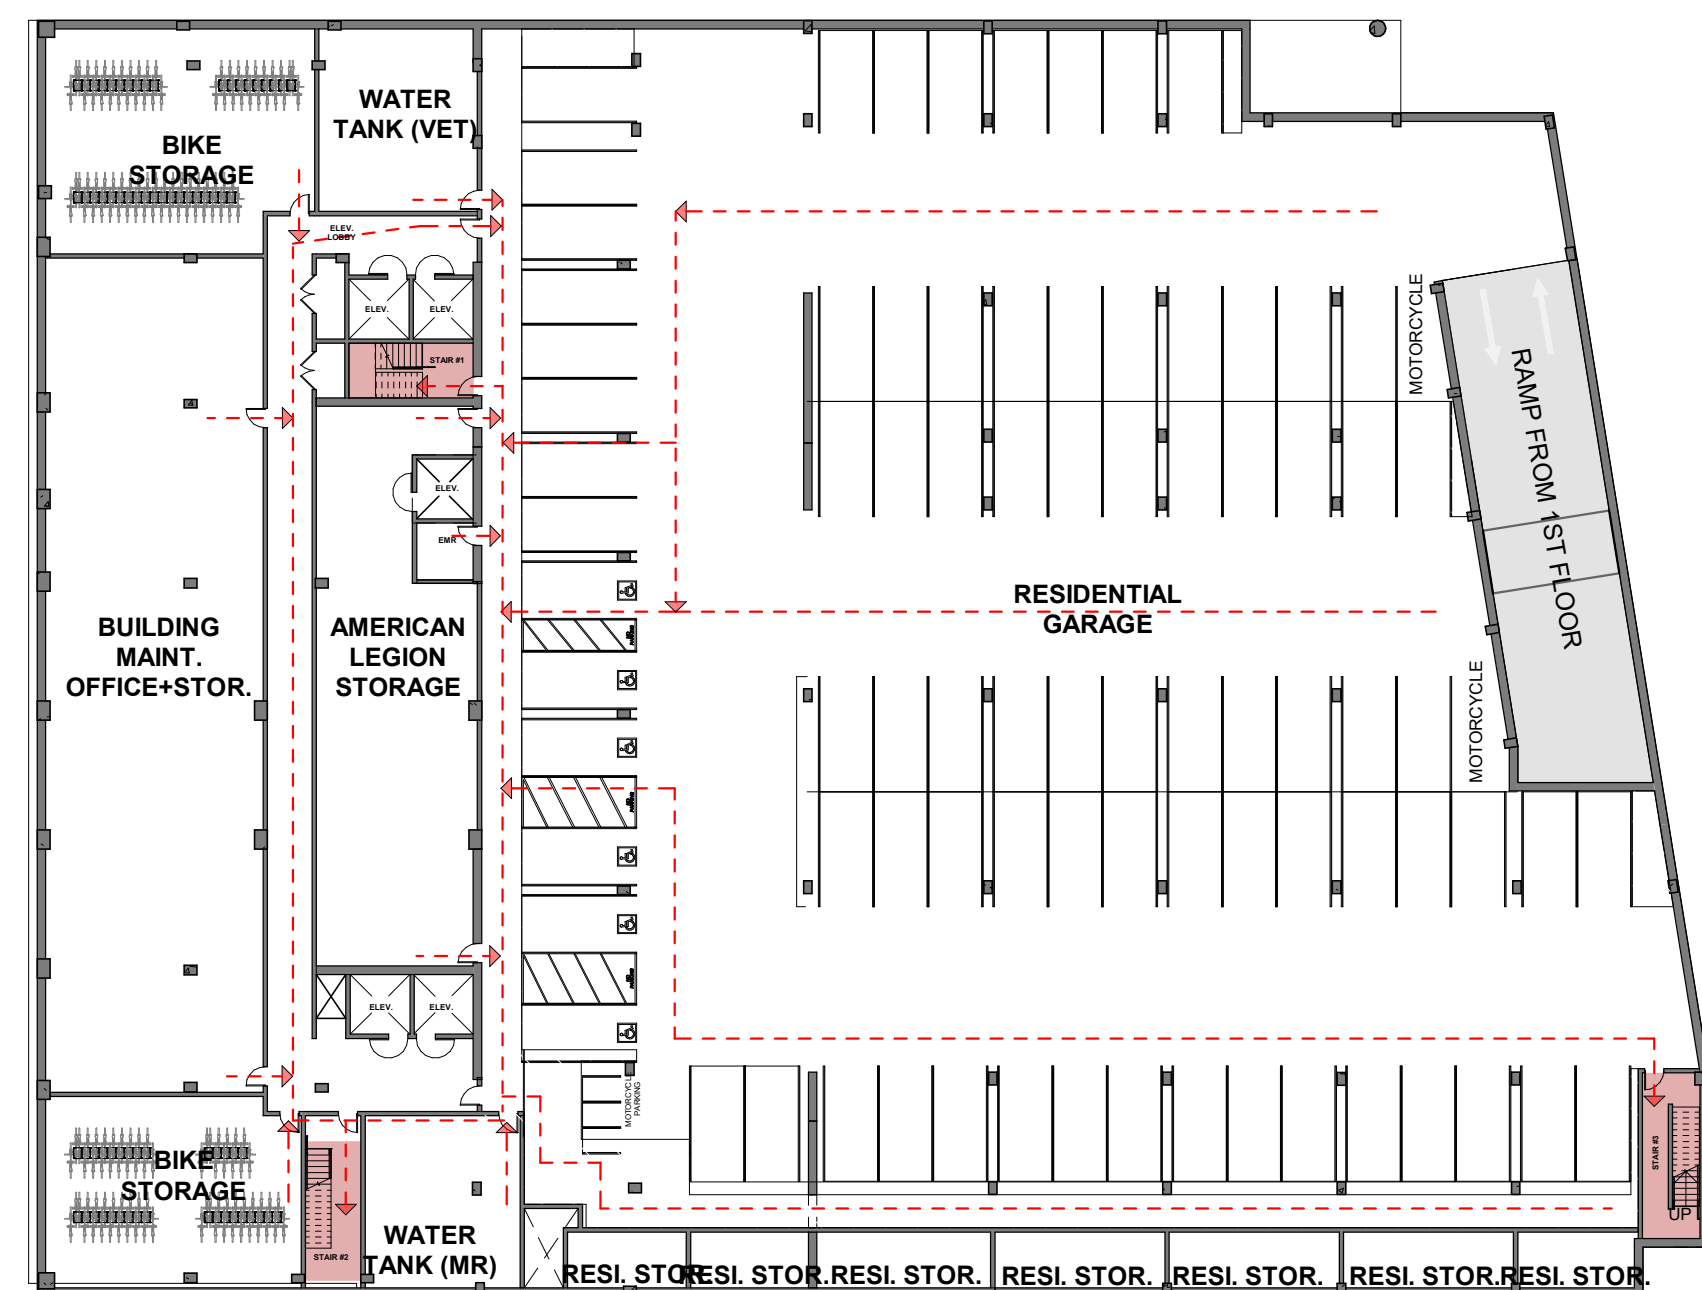 WATER
TANK (VET)
BIKE
STORAGE
ELEV.
LOBBY
ELEV.
ELEV.
STAIR #1
MOTORCYCLE
RAMP FROM 1ST FLOOR
ELEV.
EMR
RESIDENTIAL
GARAGE
BUILDING
MAINT.
OFFICE+STOR.
AMERICAN
LEGION
STORAGE
MOTORCYCLE
ELEV.
ELEV.
MOTORCYCLE
PARKING
BIKE
STORAGE
STAIR #3
UP
WATER
TANK (MR)
STAIR #2
RESI. STOR.
RESI. STOR.
RESI. STOR.
RESI. STOR.
RESI. STOR.
RESI. STOR.
RESI. STOR.